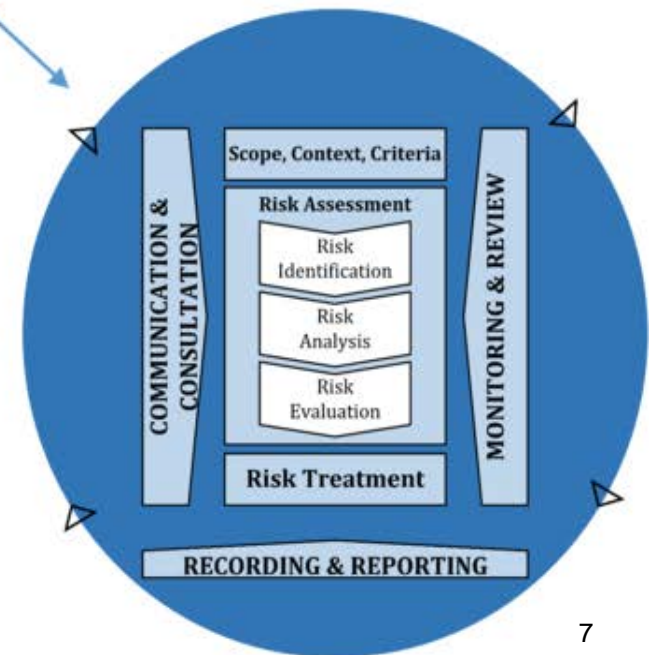 Scope, Context, Criteria
Risk Assessment
Risk
Identification
Risk
Analysis
Risk
Evaluation
Risk Treatment
COMMUNICATION &
CONSULTATION
MONITORING & REVIEW
RECORDING & REPORTING
7